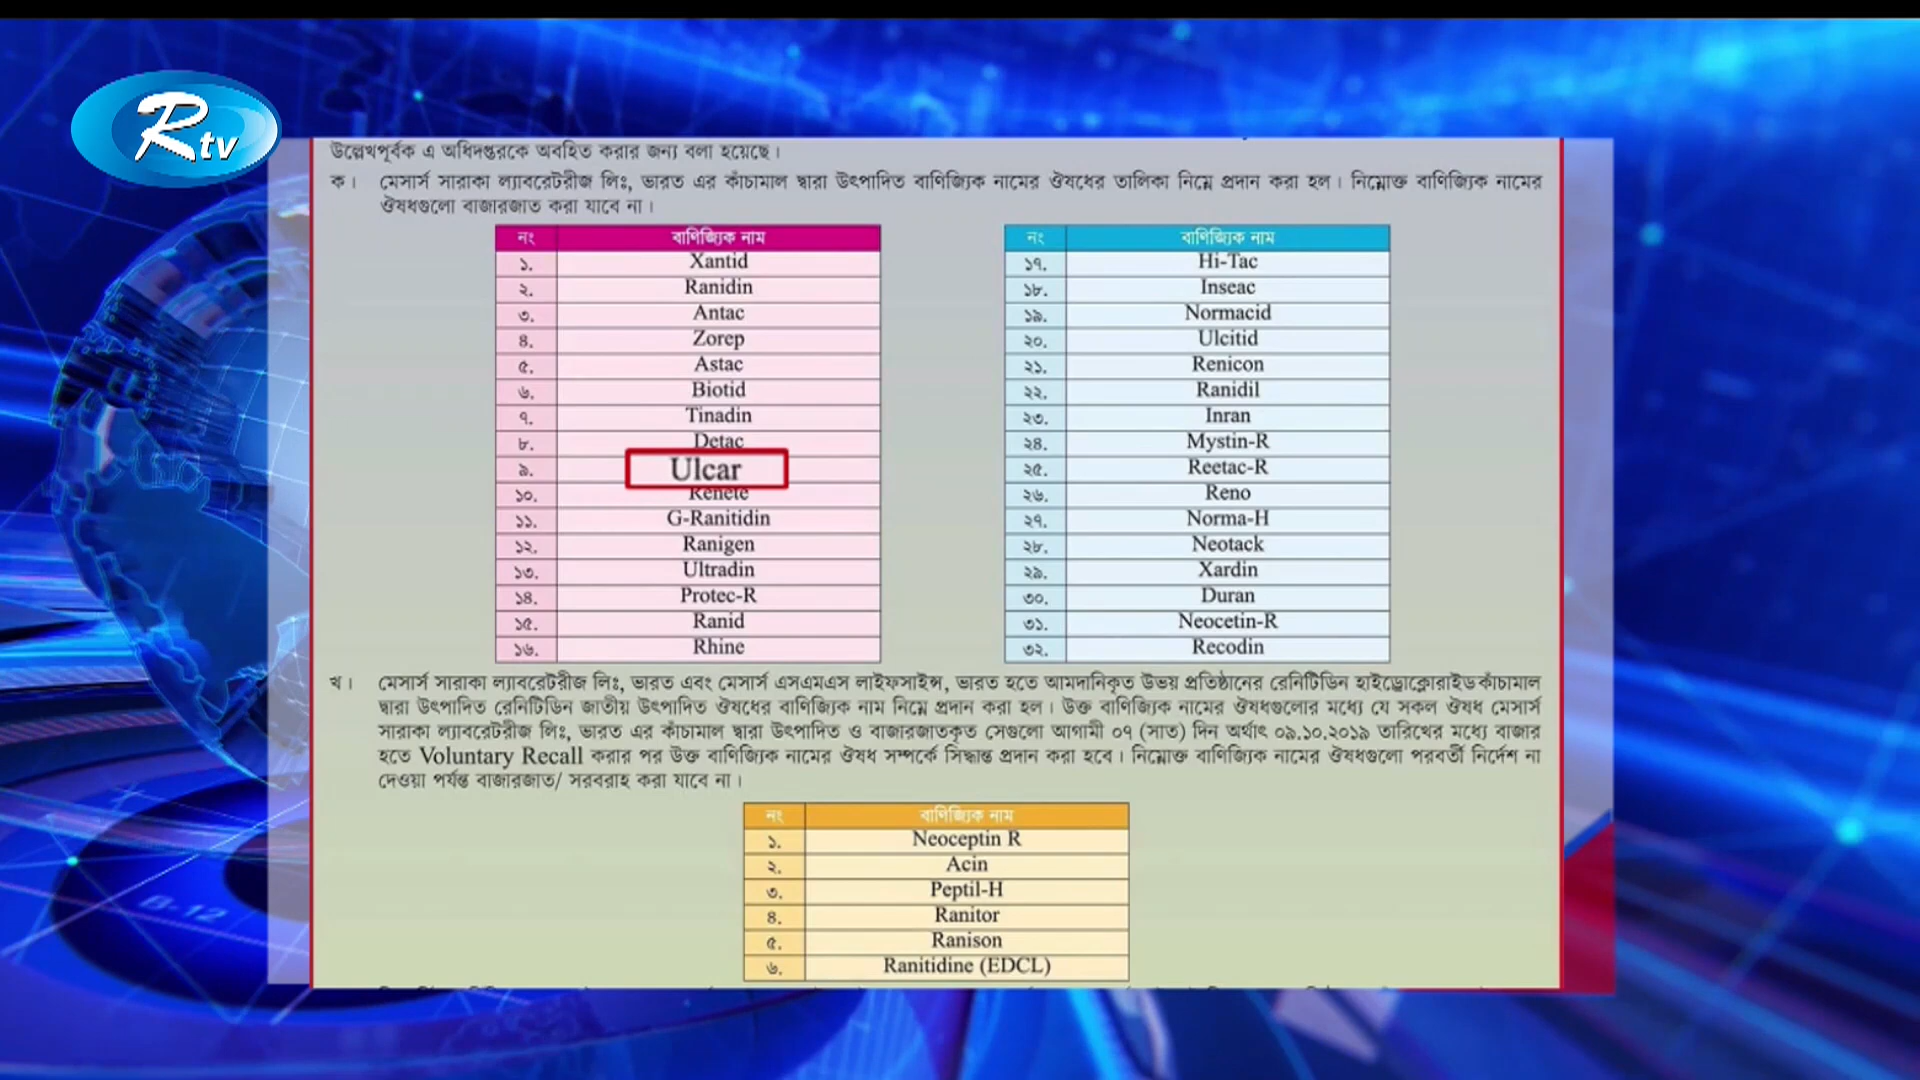 Rtv
উল্লেখপূর্বক এ অধিদপ্তরকে অবহিত করার জন্য বলা হয়েছে।
ক। মেসার্স সারাকা ল্যাবরেটরীজ লিঃ, ভারত এর কাঁচামাল দ্বারা উৎপাদিত বাণিজ্যিক নামের ঔষধের তালিকা নিম্নে প্রদান করা হল। নিম্নোক্ত বাণিজ্যিক নামের
ঔষধগুলো বাজারজাত করা যাবে না।
নং বাণিজ্যিক নাম
১. Xantid
২. Ranidin
৩. Antac
৪. Zorep
৫. Astac
৬. Biotid
৭. Tinadin
৮. Detac
৯. Ulcar
১০. Renete
১১. G-Ranitidin
১২. Ranigen
১৩. Ultradin
১৪. Protec-R
১৫. Ranid
১৬. Rhine
নং বাণিজ্যিক নাম
১৭. Hi-Tac
১৮. Inseac
১৯. Normacid
২০. Ulcitid
২১. Renicon
২২. Ranidil
২৩. Inran
২৪. Mystin-R
২৫. Reetac-R
২৬. Reno
২৭. Norma-H
২৮. Neotack
২৯. Xardin
৩০. Duran
৩১. Neocetin-R
৩২. Recodin
খ। মেসার্স সারাকা ল্যাবরেটরীজ লিঃ, ভারত এবং মেসার্স এসএমএস লাইফসাইন্স, ভারত হতে আমদানিকৃত উভয় প্রতিষ্ঠানের রেনিটিডিন হাইড্রোক্লোরাইড কাঁচামাল
দ্বারা উৎপাদিত রেনিটিডিন জাতীয় উৎপাদিত ঔষধের বাণিজ্যিক নাম নিম্নে প্রদান করা হল। উক্ত বাণিজ্যিক নামের ঔষধগুলোর মধ্যে যে সকল ঔষধ মেসার্স
সারাকা ল্যাবরেটরীজ লিঃ, ভারত এর কাঁচামাল দ্বারা উৎপাদিত ও বাজারজাতকৃত সেগুলো আগামী ০৭ (সাত) দিন অর্থাৎ ০৯.১০.২০১৯ তারিখের মধ্যে বাজার
হতে Voluntary Recall করার পর উক্ত বাণিজ্যিক নামের ঔষধ সম্পর্কে সিদ্ধান্ত প্রদান করা হবে। নিম্নোক্ত বাণিজ্যিক নামের ঔষধগুলো পরবর্তী নির্দেশ না
দেওয়া পর্যন্ত বাজারজাত/ সরবরাহ করা যাবে না।
নং বাণিজ্যিক নাম
১. Neoceptin R
২. Acin
৩. Peptil-H
৪. Ranitor
৫. Ranison
৬. Ranitidine (EDCL)
B-12